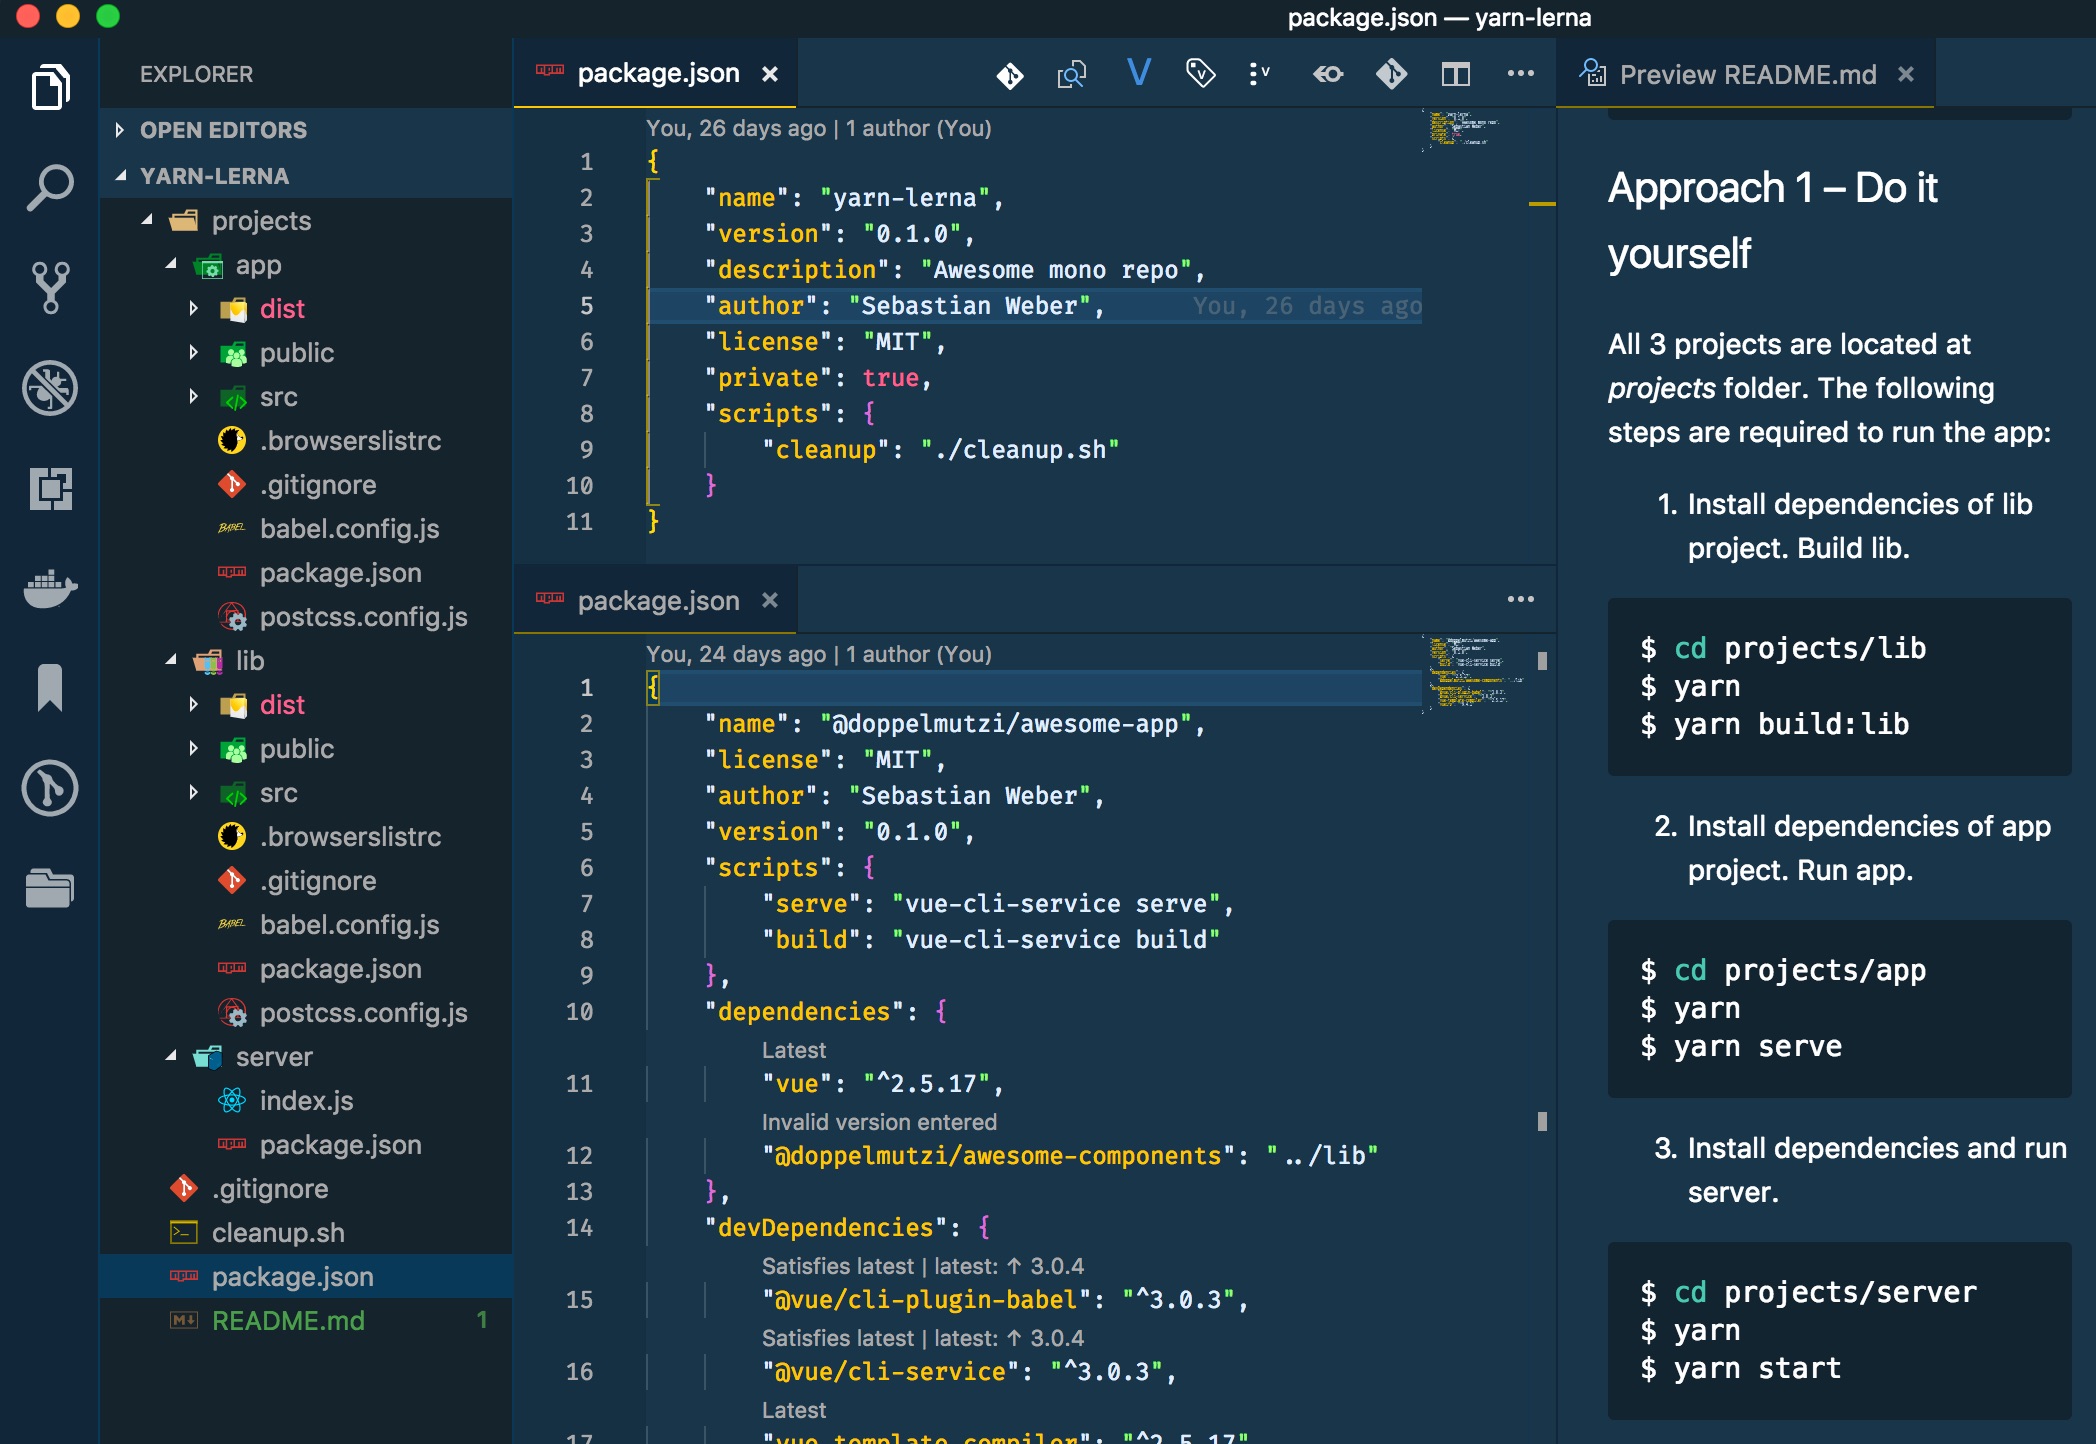 package.json — yarn-lerna
EXPLORER
OPEN EDITORS
YARN-LERNA
projects
app
dist
public
src
.browserslistrc
.gitignore
babel.config.js
package.json
postcss.config.js
lib
dist
public
src
.browserslistrc
.gitignore
babel.config.js
package.json
postcss.config.js
server
index.js
package.json
.gitignore
cleanup.sh
package.json
README.md 1
package.json
You, 26 days ago | 1 author (You)
1 {
2 "name": "yarn-lerna",
3 "version": "0.1.0",
4 "description": "Awesome mono repo",
5 "author": "Sebastian Weber", You, 26 days ago
6 "license": "MIT",
7 "private": true,
8 "scripts": {
9 "cleanup": "./cleanup.sh"
10 }
11 }
package.json
You, 24 days ago | 1 author (You)
1 {
2 "name": "@doppelmutzi/awesome-app",
3 "license": "MIT",
4 "author": "Sebastian Weber",
5 "version": "0.1.0",
6 "scripts": {
7 "serve": "vue-cli-service serve",
8 "build": "vue-cli-service build"
9 },
10 "dependencies": {
Latest
11 "vue": "^2.5.17",
Invalid version entered
12 "@doppelmutzi/awesome-components": "../lib"
13 },
14 "devDependencies": {
Satisfies latest | latest: ↑ 3.0.4
15 "@vue/cli-plugin-babel": "^3.0.3",
Satisfies latest | latest: ↑ 3.0.4
16 "@vue/cli-service": "^3.0.3",
Latest
17 "vue-template-compiler": "^2.5.17"
Preview README.md
Approach 1 – Do it
yourself
All 3 projects are located at
projects folder. The following
steps are required to run the app:
1. Install dependencies of lib
project. Build lib.
$ cd projects/lib
$ yarn
$ yarn build:lib
2. Install dependencies of app
project. Run app.
$ cd projects/app
$ yarn
$ yarn serve
3. Install dependencies and run
server.
$ cd projects/server
$ yarn
$ yarn start